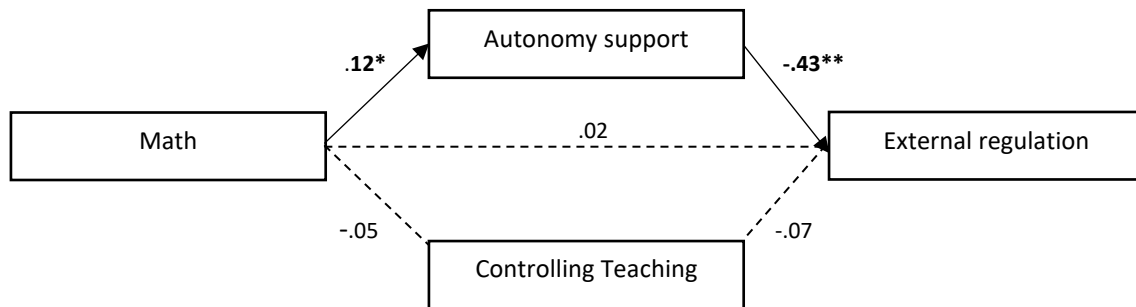 Autonomy support
.12*
-.43**
Math
.02
External regulation
-.05
-.07
Controlling Teaching